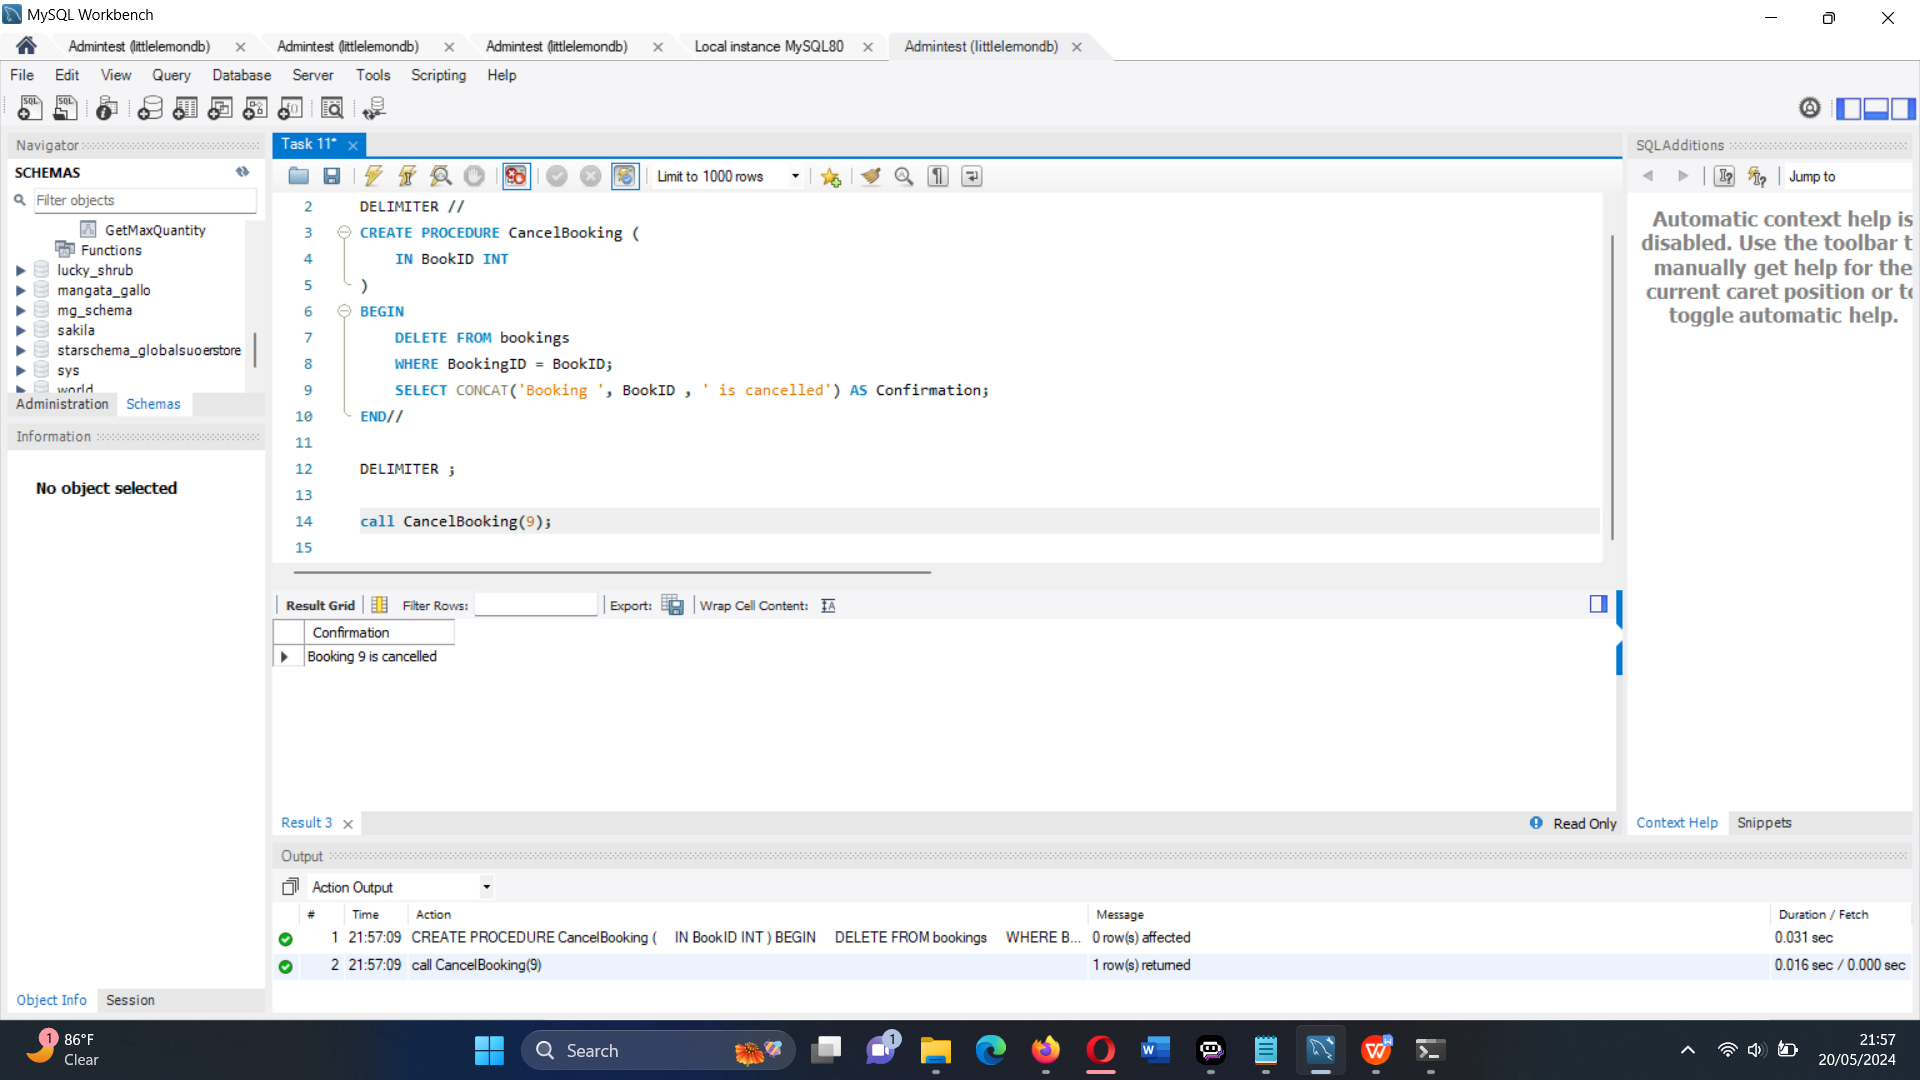 MySQL Workbench
Admintest (littlelemondb)
Admintest (littlelemondb)
Admintest (littlelemondb)
Local instance MySQL80
Admintest (littlelemondb)
File Edit View Query Database Server Tools Scripting Help
Navigator
SCHEMAS
Filter objects
GetMaxQuantity
Functions
lucky_shrub
mangata_gallo
mg_schema
sakila
starschema_globalsuperstore
sys
world
Administration Schemas
Information
No object selected
Object Info Session
Task 11*
Limit to 1000 rows
2 DELIMITER //
3 CREATE PROCEDURE CancelBooking (
4 IN BookID INT
5 )
6 BEGIN
7 DELETE FROM bookings
8 WHERE BookingID = BookID;
9 SELECT CONCAT('Booking ', BookID , ' is cancelled') AS Confirmation;
10 END//
11
12 DELIMITER ;
13
14 call CancelBooking(9);
15
Result Grid Filter Rows: Export: Wrap Cell Content:
Confirmation
Booking 9 is cancelled
Result 3
Read Only
SQLAdditions
Jump to
Automatic context help is
disabled. Use the toolbar t
manually get help for the
current caret position or to
toggle automatic help.
Context Help Snippets
Output
Action Output
# Time Action Message Duration / Fetch
1 21:57:09 CREATE PROCEDURE CancelBooking ( IN BookID INT ) BEGIN DELETE FROM bookings WHERE B... 0 row(s) affected 0.031 sec
2 21:57:09 call CancelBooking(9) 1 row(s) returned 0.016 sec / 0.000 sec
1
86°F
Clear
Search
1
21:57
20/05/2024